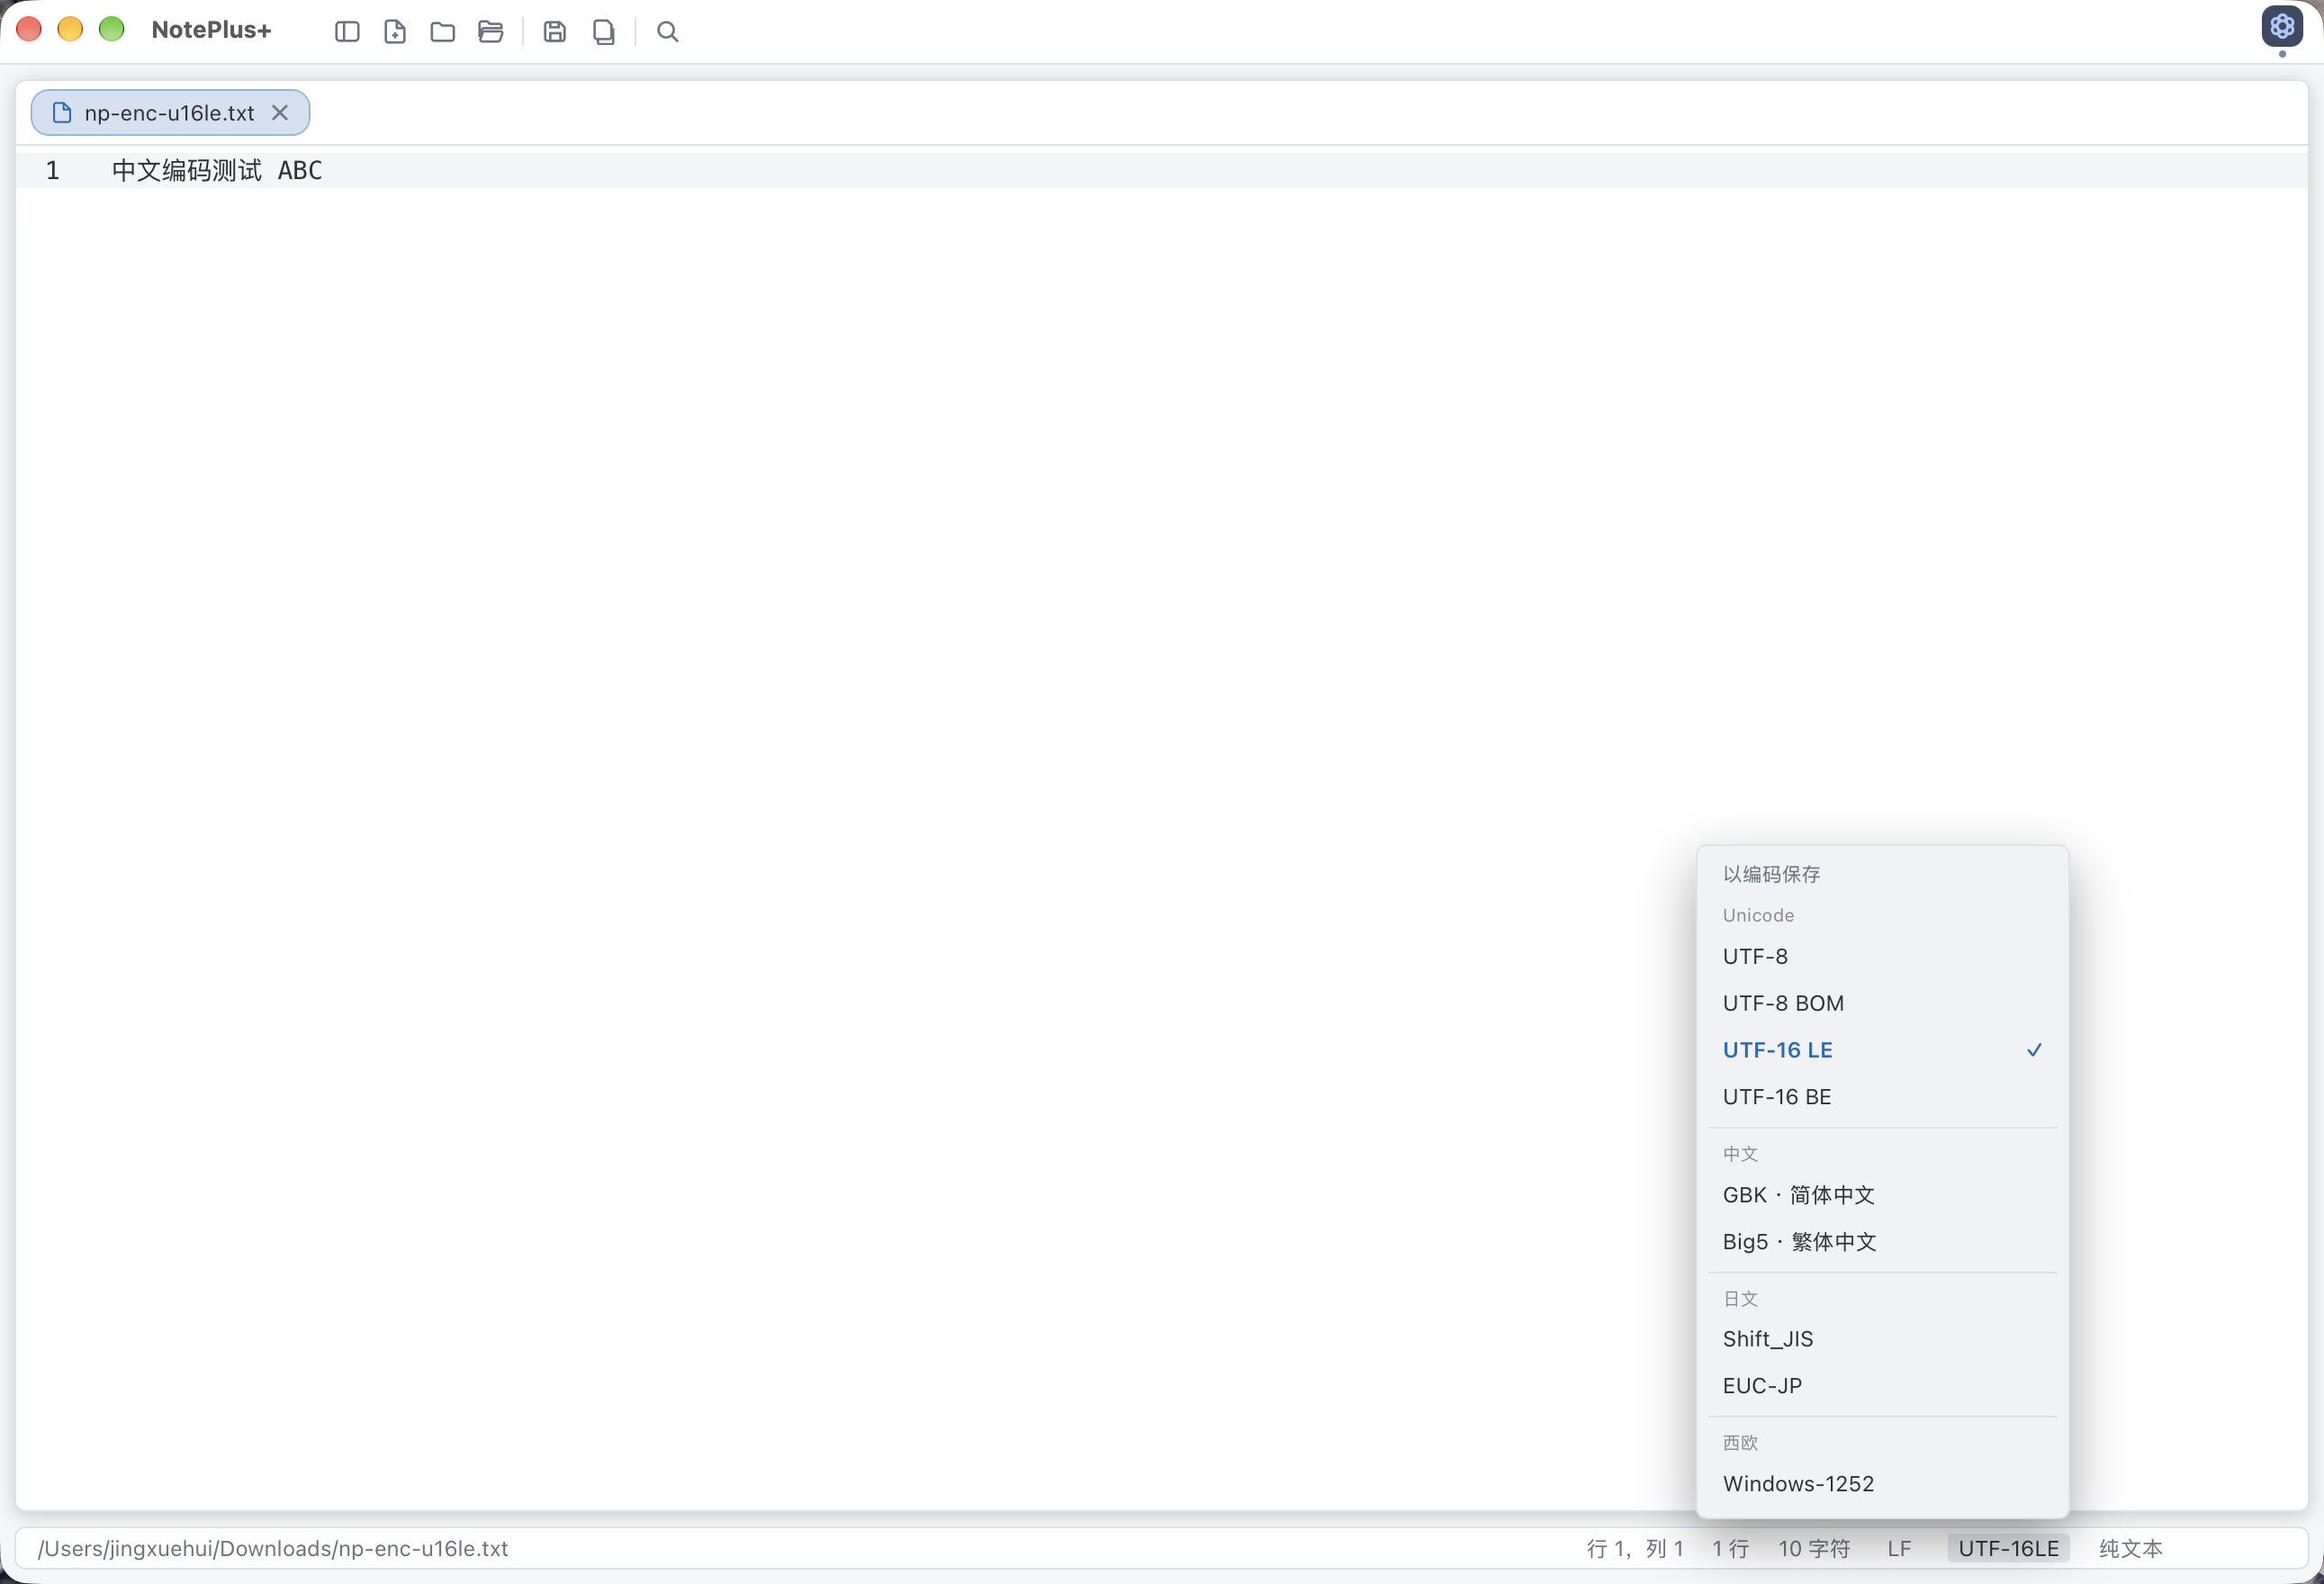 NotePlus+
np-enc-u16le.txt
1 中文编码测试 ABC
以编码保存
Unicode
UTF-8
UTF-8 BOM
UTF-16 LE
UTF-16 BE
中文
GBK · 简体中文
Big5 · 繁体中文
日文
Shift_JIS
EUC-JP
西欧
Windows-1252
/Users/jingxuehui/Downloads/np-enc-u16le.txt 行 1，列 1 1 行 10 字符 LF UTF-16LE 纯文本